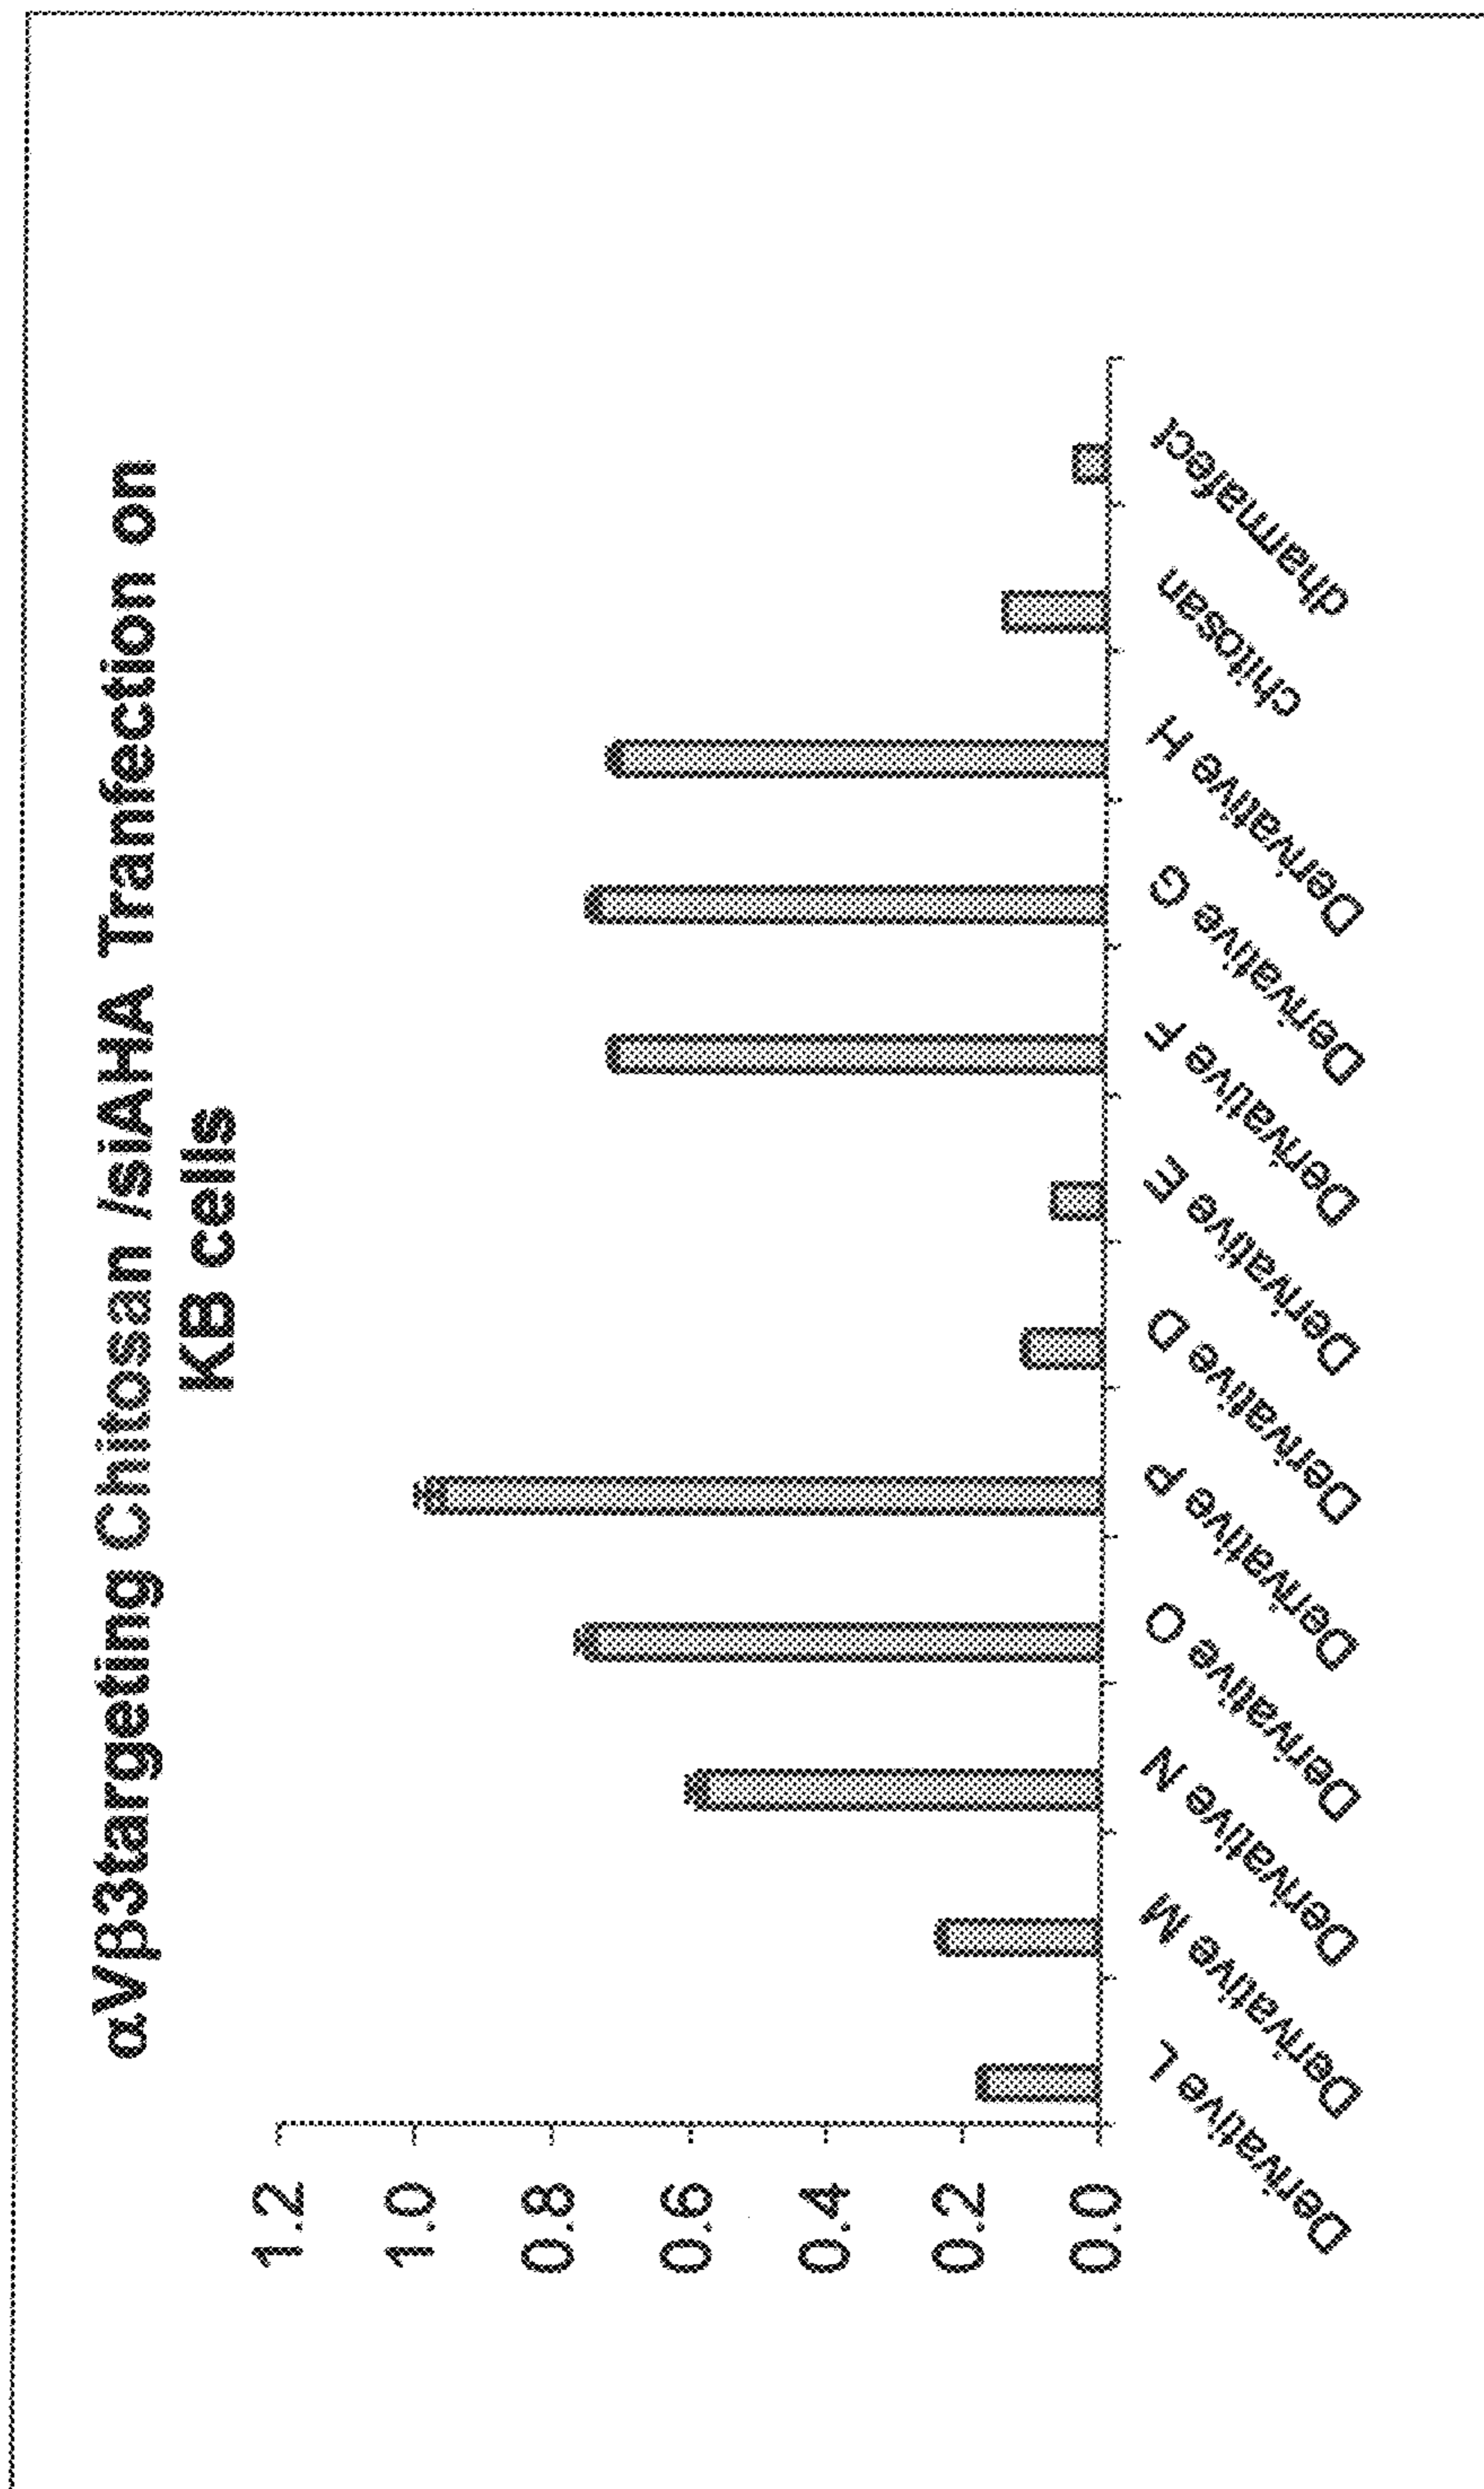 αVβ3targeting Chitosan /siAHA Tranfection on
KB cells
1.2
1.0
0.8
0.6
0.4
0.2
0.0
Derivative L
Derivative M
Derivative N
Derivative O
Derivative P
Derivative D
Derivative E
Derivative F
Derivative G
Derivative H
chitosan
dharmafect